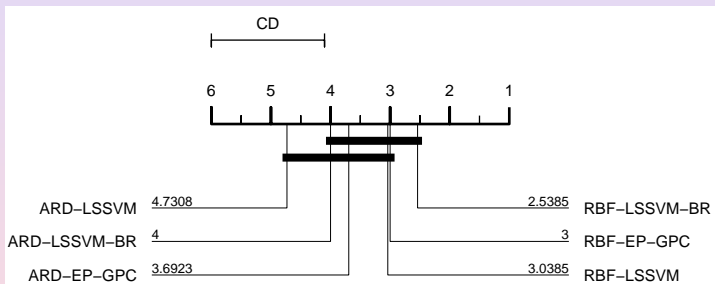 CD
6 5 4 3 2 1
ARD−LSSVM 4.7308 2.5385 RBF−LSSVM−BR
ARD−LSSVM−BR 4 3 RBF−EP−GPC
ARD−EP−GPC 3.6923 3.0385 RBF−LSSVM